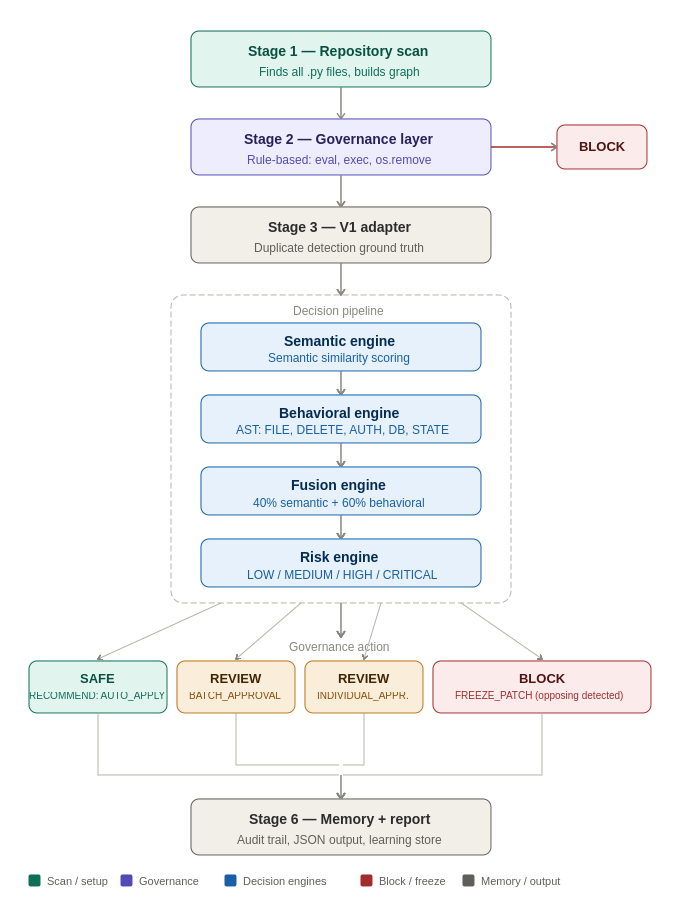 Stage 1 — Repository scan
Finds all .py files, builds graph
Stage 2 — Governance layer
Rule-based: eval, exec, os.remove
BLOCK
Stage 3 — V1 adapter
Duplicate detection ground truth
Decision pipeline
Semantic engine
Semantic similarity scoring
Behavioral engine
AST: FILE, DELETE, AUTH, DB, STATE
Fusion engine
40% semantic + 60% behavioral
Risk engine
LOW / MEDIUM / HIGH / CRITICAL
Governance action
SAFE
RECOMMEND: AUTO_APPLY
REVIEW
BATCH_APPROVAL
REVIEW
INDIVIDUAL_APPR.
BLOCK
FREEZE_PATCH (opposing detected)
Stage 6 — Memory + report
Audit trail, JSON output, learning store
Scan / setup
Governance
Decision engines
Block / freeze
Memory / output